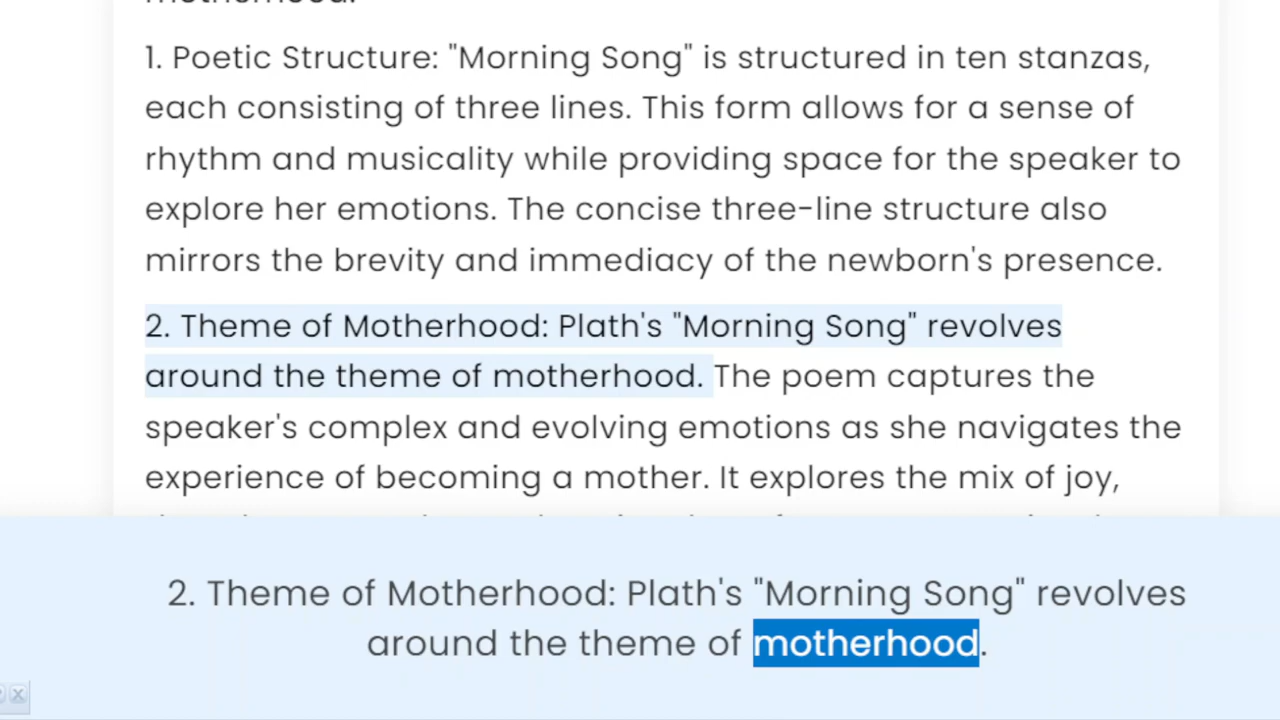 motherhood.
1. Poetic Structure: "Morning Song" is structured in ten stanzas,
each consisting of three lines. This form allows for a sense of
rhythm and musicality while providing space for the speaker to
explore her emotions. The concise three-line structure also
mirrors the brevity and immediacy of the newborn's presence.
2. Theme of Motherhood: Plath's "Morning Song" revolves
around the theme of motherhood. The poem captures the
speaker's complex and evolving emotions as she navigates the
experience of becoming a mother. It explores the mix of joy,
2. Theme of Motherhood: Plath's "Morning Song" revolves
around the theme of motherhood.